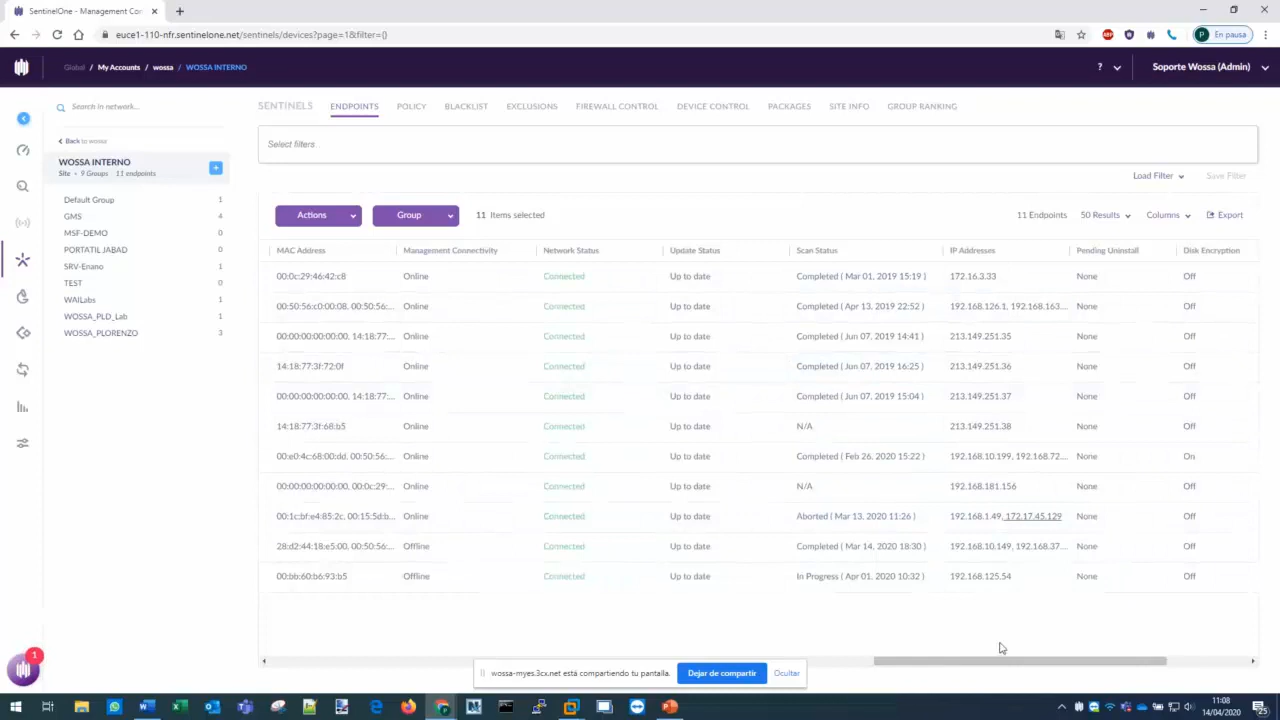 SentinelOne - Management Co
euce1-110-nfr.sentinelone.net/sentinels/devices?page=1&filter={}
ABP
P En pausa
Global / My Accounts / wossa / WOSSA INTERNO
? Soporte Wossa (Admin)
Search in network...
SENTINELS ENDPOINTS POLICY BLACKLIST EXCLUSIONS FIREWALL CONTROL DEVICE CONTROL PACKAGES SITE INFO GROUP RANKING
Back to wossa
Select filters
WOSSA INTERNO
Site • 9 Groups 11 endpoints
Load Filter Save Filter
Default Group 1
GMS 4
MSF-DEMO 0
PORTATIL JABAD 0
SRV-Enano 1
TEST 0
WAILabs 1
WOSSA_PLD_Lab 1
WOSSA_PLORENZO 3
Actions Group 11 Items selected 11 Endpoints 50 Results Columns Export
MAC Address Management Connectivity Network Status Update Status Scan Status IP Addresses Pending Uninstall Disk Encryption
00:0c:29:46:42:c8 Online Connected Up to date Completed ( Mar 01, 2019 15:19 ) 172.16.3.33 None Off
00:50:56:c0:00:08, 00:50:56:... Online Connected Up to date Completed ( Apr 13, 2019 22:52 ) 192.168.126.1, 192.168.163.... None Off
00:00:00:00:00:00, 14:18:77:... Online Connected Up to date Completed ( Jun 07, 2019 14:41 ) 213.149.251.35 None Off
14:18:77:3f:72:0f Online Connected Up to date Completed ( Jun 07, 2019 16:25 ) 213.149.251.36 None Off
00:00:00:00:00:00, 14:18:77:... Online Connected Up to date Completed ( Jun 07, 2019 15:04 ) 213.149.251.37 None Off
14:18:77:3f:68:b5 Online Connected Up to date N/A 213.149.251.38 None Off
00:e0:4c:68:00:dd, 00:50:56:... Online Connected Up to date Completed ( Feb 26, 2020 15:22 ) 192.168.10.199, 192.168.72.... None On
00:00:00:00:00:00, 00:0c:29:... Online Connected Up to date N/A 192.168.181.156 None Off
00:1c:bf:e4:85:2c, 00:15:5d:b... Online Connected Up to date Aborted ( Mar 13, 2020 11:26 ) 192.168.1.49, 172.17.45.129 None Off
28:d2:44:18:e5:00, 00:50:56:... Offline Connected Up to date Completed ( Mar 14, 2020 18:30 ) 192.168.10.149, 192.168.37.... None Off
00:bb:60:b6:93:b5 Offline Connected Up to date In Progress ( Apr 01, 2020 10:32 ) 192.168.125.54 None Off
1
wossa-myes.3cx.net está compartiendo tu pantalla. Dejar de compartir Ocultar
11:08
14/04/2020
25